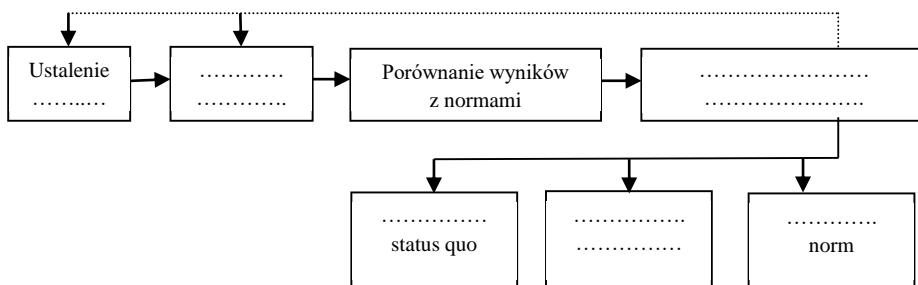 Ustalenie
……..…
…………
………….
Porównanie wyników
z normami
……………………
……………….…….
……………
status quo
…………….
……………
………….
norm